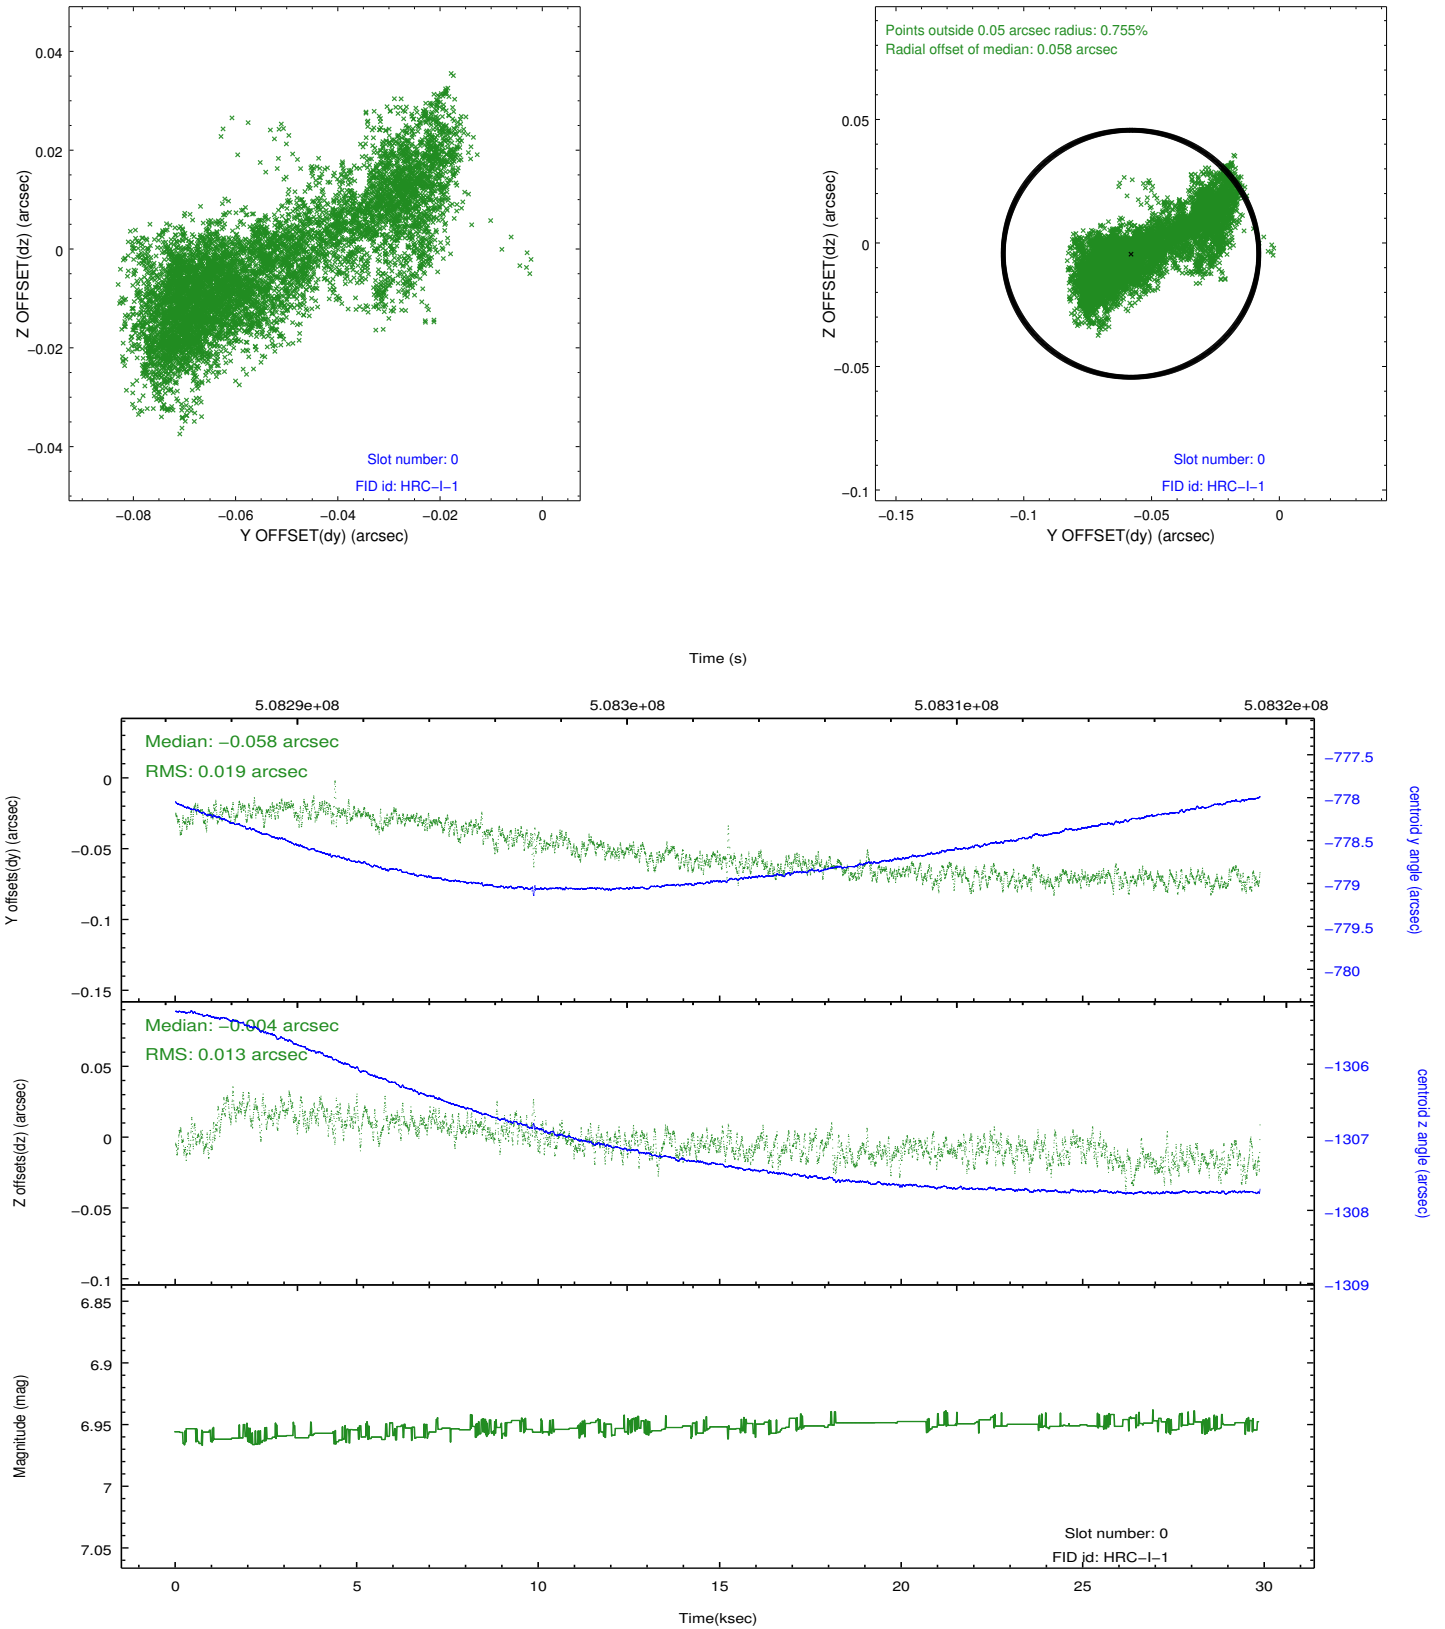 0.04
0.02
0
−0.02
−0.04
Z OFFSET(dz) (arcsec)
Slot number: 0
FID id: HRC−I−1
−0.08
−0.06
−0.04
−0.02
0
Y OFFSET(dy) (arcsec)
Points outside 0.05 arcsec radius: 0.755%
Radial offset of median: 0.058 arcsec
0.05
0
−0.05
−0.1
Z OFFSET(dz) (arcsec)
Slot number: 0
FID id: HRC−I−1
−0.15
−0.1
−0.05
0
Y OFFSET(dy) (arcsec)
Time (s)
5.0829e+08
5.083e+08
5.0831e+08
5.0832e+08
Median: −0.058 arcsec
RMS: 0.019 arcsec
0
−0.05
−0.1
−0.15
Y offsets(dy) (arcsec)
−777.5
−778
−778.5
−779
−779.5
−780
centroid y angle (arcsec)
Median: −0.004 arcsec
RMS: 0.013 arcsec
0.05
0
−0.05
−0.1
Z offsets(dz) (arcsec)
−1306
−1307
−1308
−1309
centroid z angle (arcsec)
6.85
6.9
6.95
7
7.05
Magnitude (mag)
Slot number: 0
FID id: HRC−I−1
0
5
10
15
20
25
30
Time(ksec)